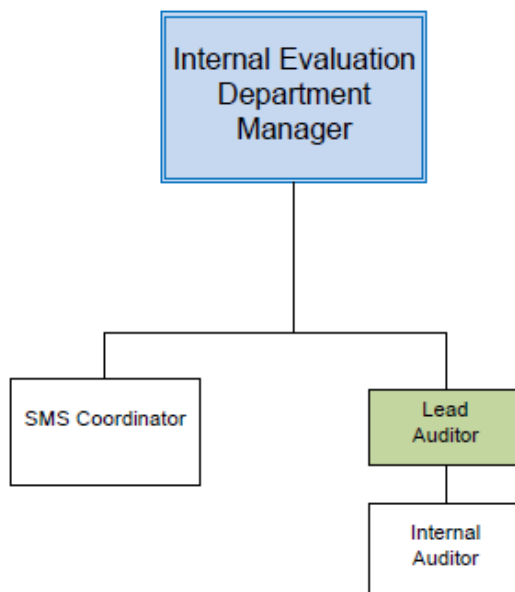 Internal Evaluation
Department
Manager
SMS Coordinator
Lead
Auditor
Internal
Auditor